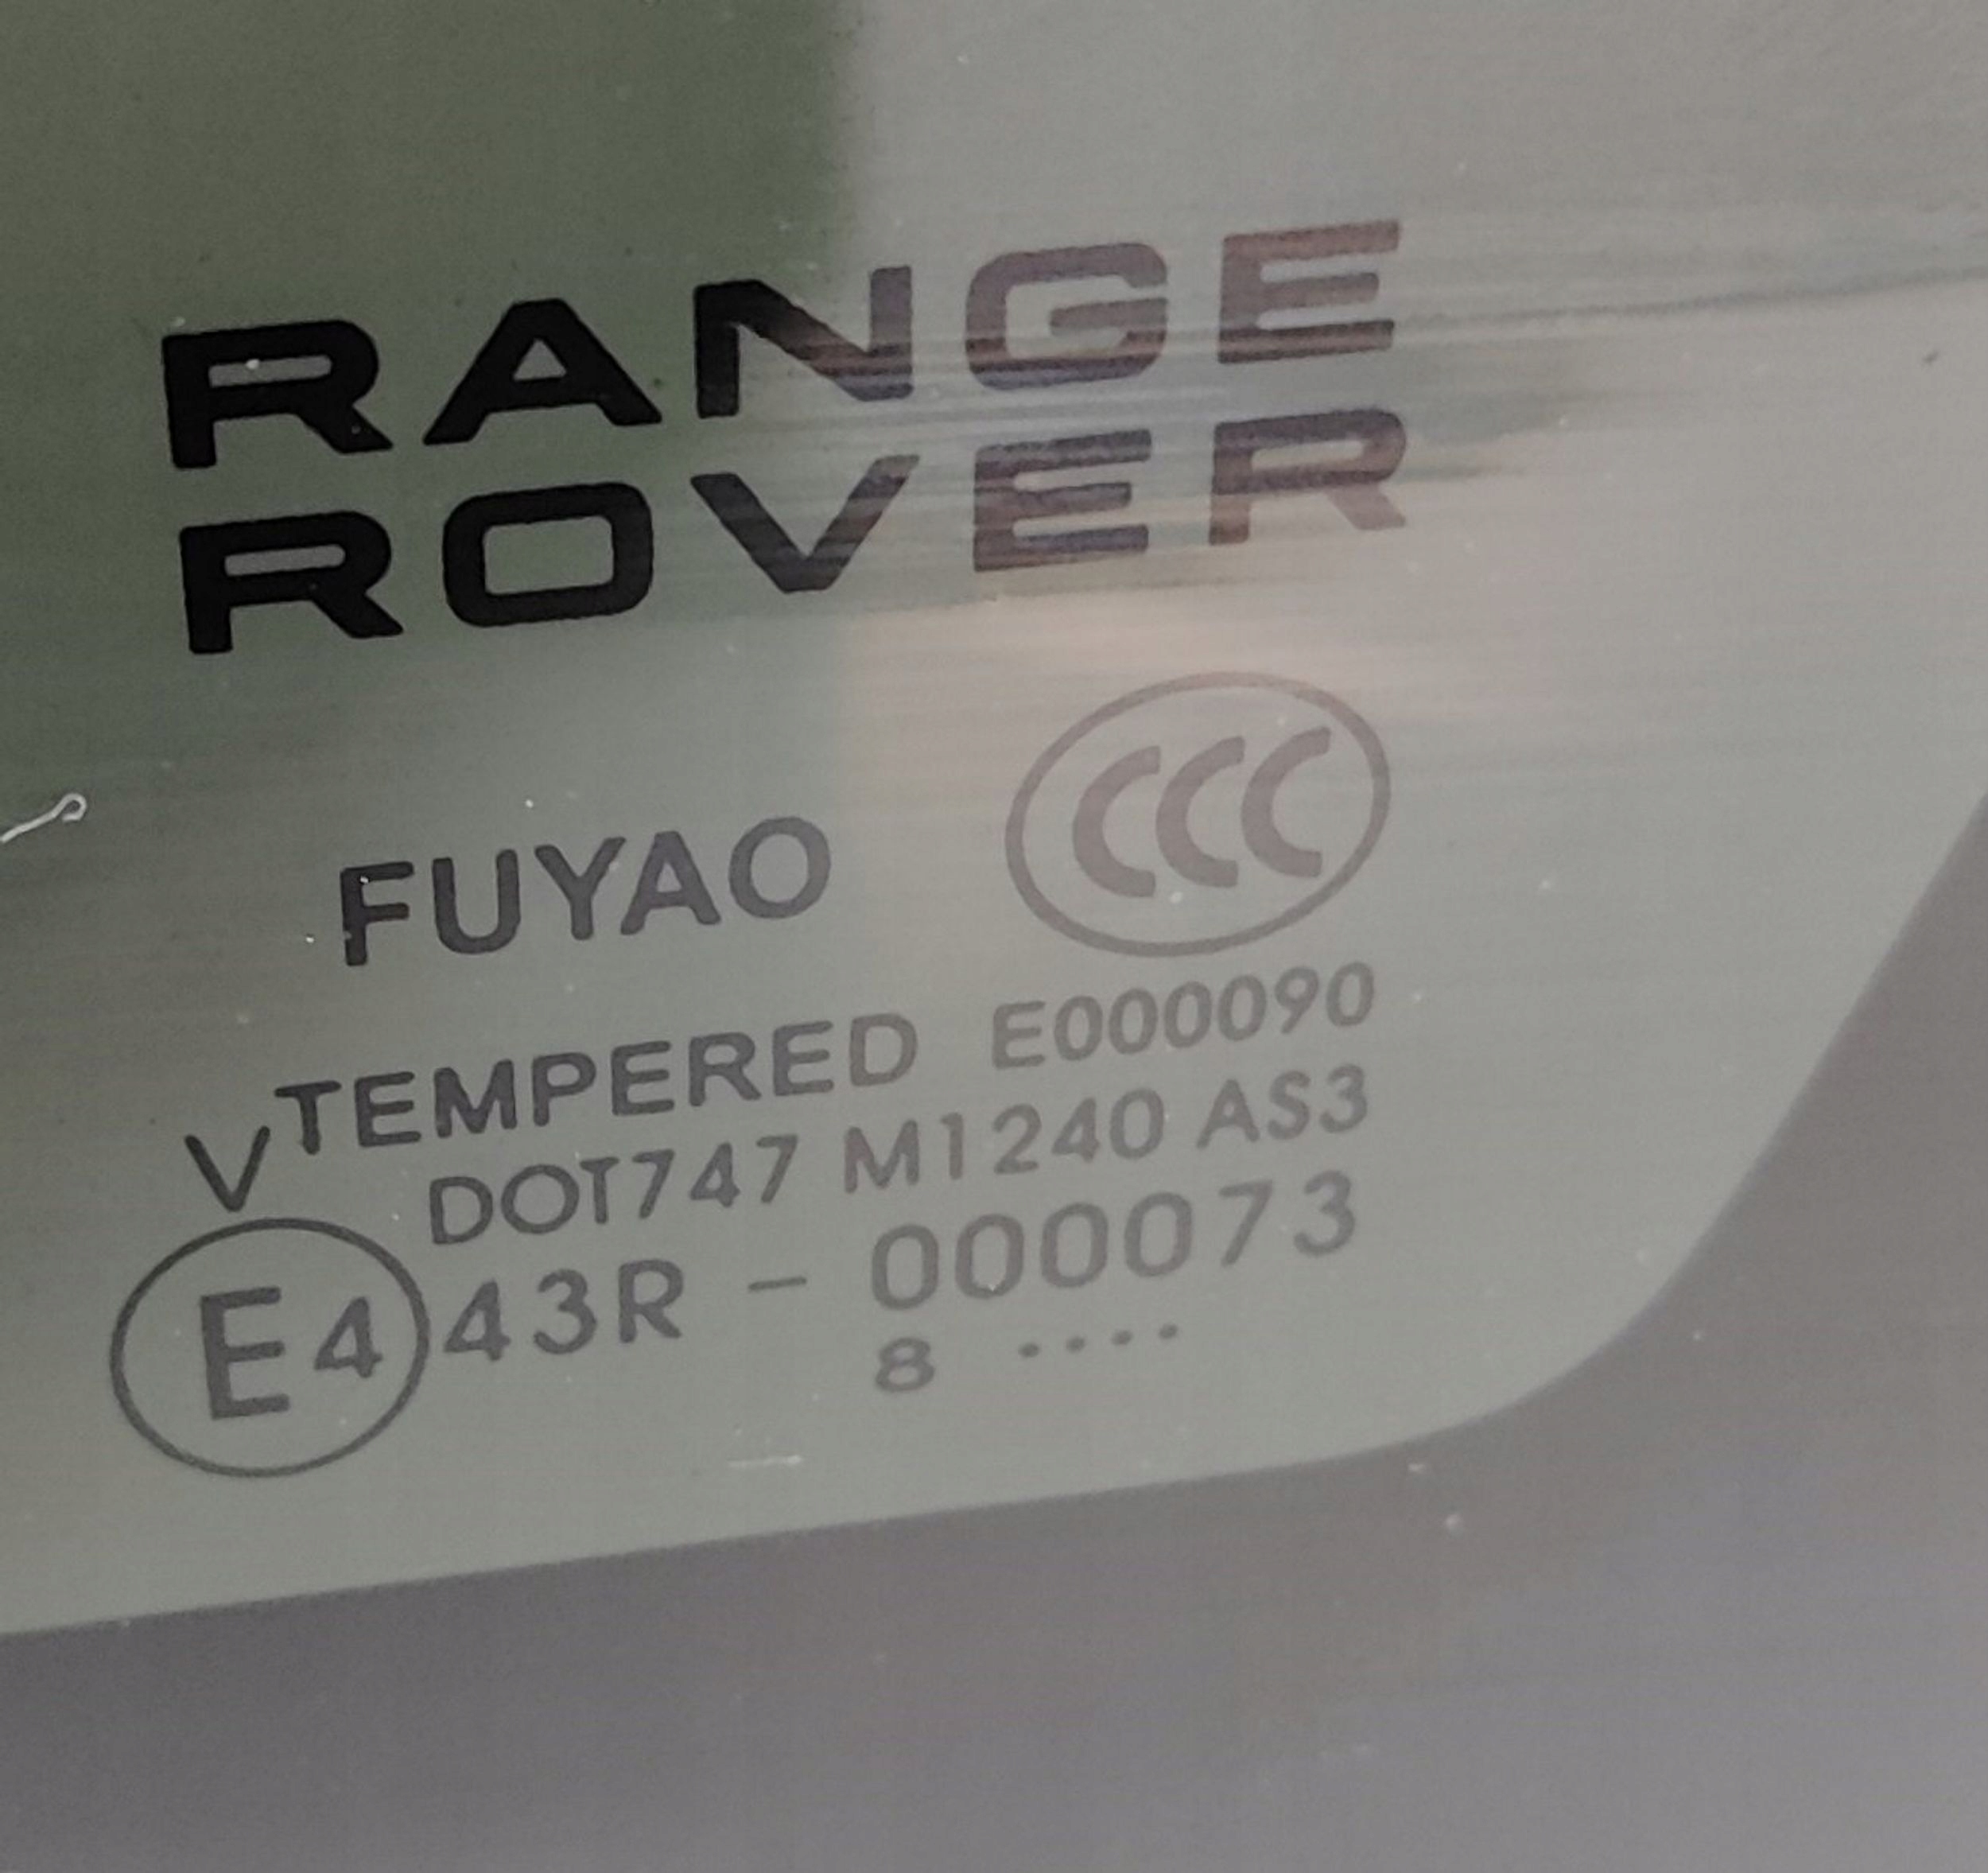 RANGE
ROVER
FUYAO CCC
TEMPERED E000090
V DOT747 M1240 AS3
E4 43R - 000073
8 ....